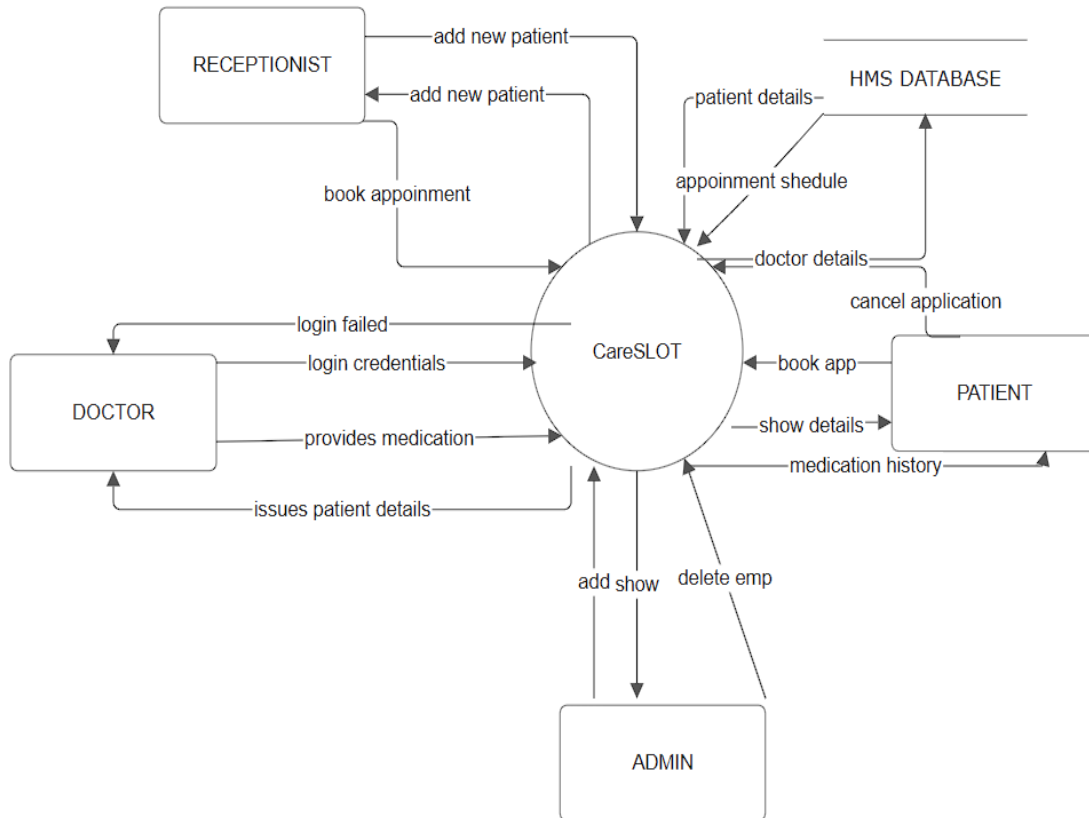 add new patient
RECEPTIONIST
HMS DATABASE
add new patient
patient details
appoinment shedule
book appoinment
doctor details
cancel application
login failed
CareSLOT
login credentials
book app
PATIENT
DOCTOR
show details
provides medication
medication history
issues patient details
add
show
delete emp
ADMIN